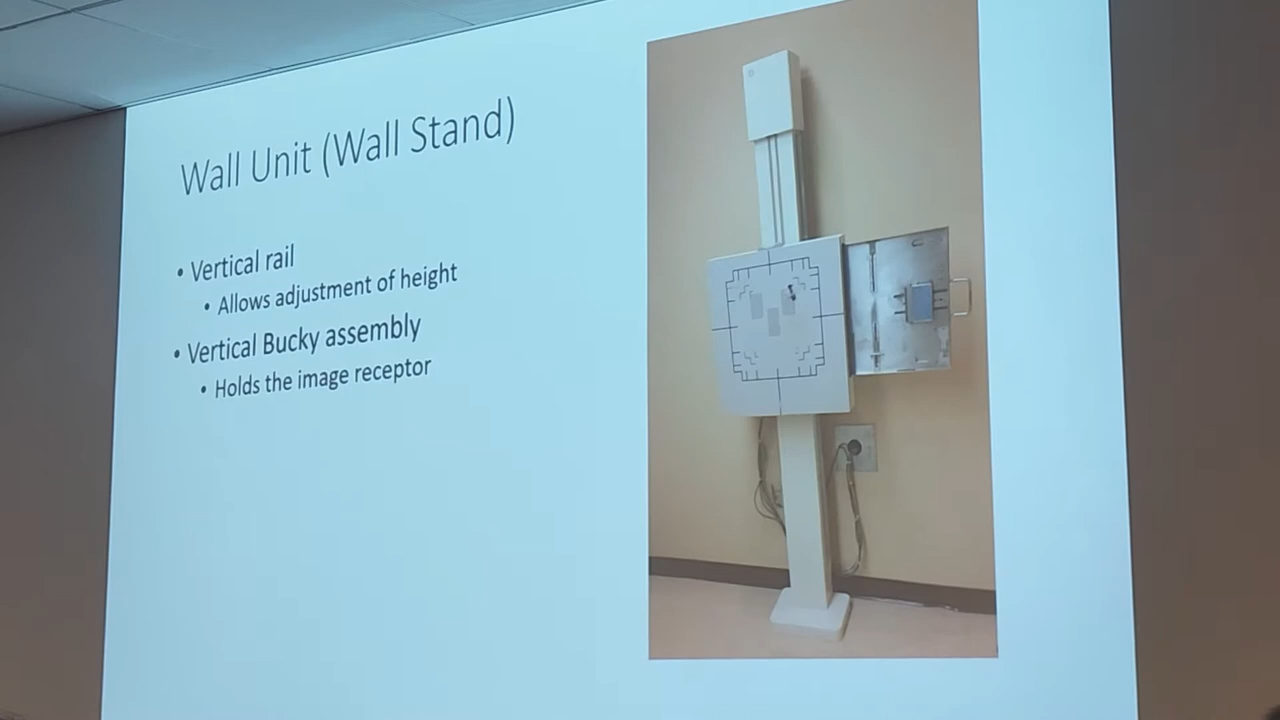 Wall Unit (Wall Stand)
• Vertical rail
• Allows adjustment of height
• Vertical Bucky assembly
• Holds the image receptor